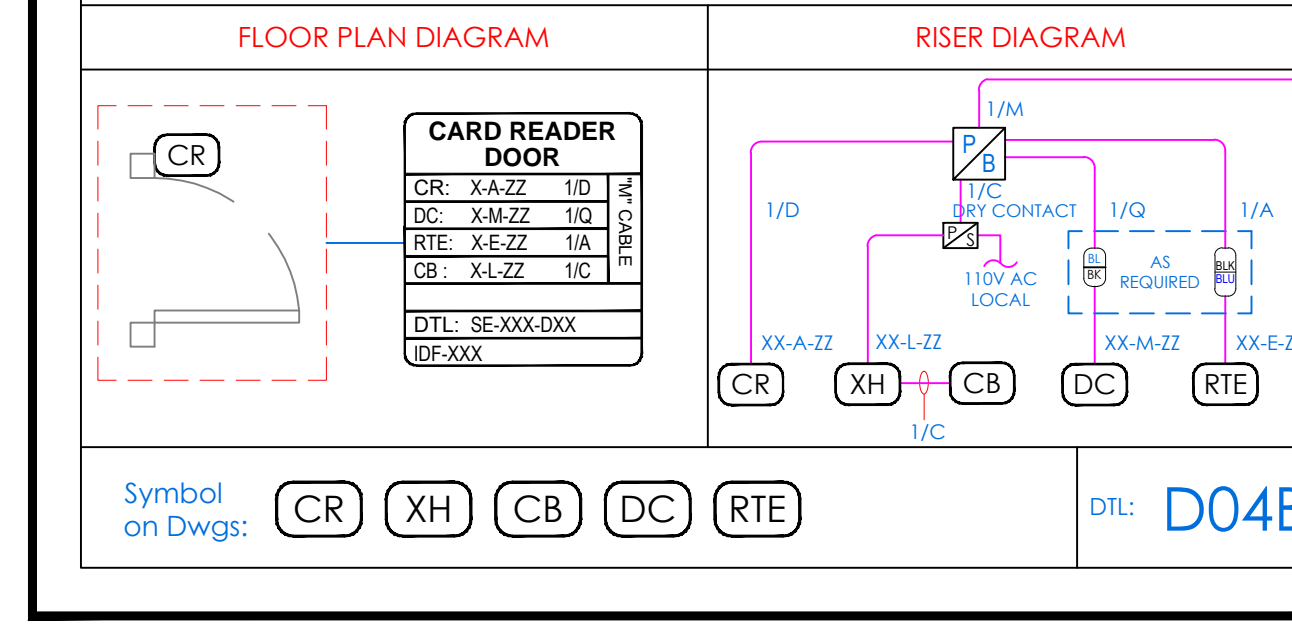 FLOOR PLAN DIAGRAM
RISER DIAGRAM
CR
CARD READER
DOOR
CR: X-A-ZZ 1/D
DC: X-M-ZZ 1/Q
RTE: X-E-ZZ 1/A
CB : X-L-ZZ 1/C
"M" CABLE
DTL: SE-XXX-DXX
IDF-XXX
1/M
P
B
1/C
DRY CONTACT
1/D
1/Q
1/A
P
S
110V AC
LOCAL
BL
BK
AS
REQUIRED
BLK
BLU
XX-A-ZZ
XX-L-ZZ
XX-M-ZZ
XX-E-Z
CR
XH
CB
DC
RTE
1/C
Symbol
on Dwgs:
CR
XH
CB
DC
RTE
DTL:
D04